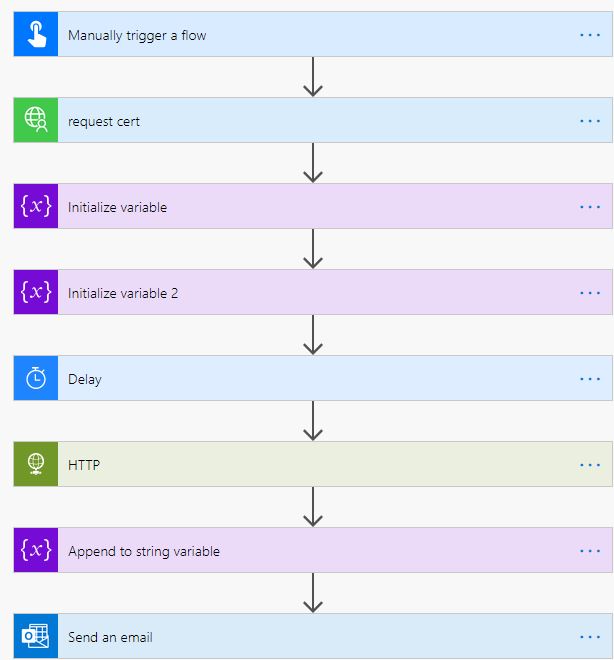 Manually trigger a flow
request cert
{x} Initialize variable
{x} Initialize variable 2
Delay
HTTP
{x} Append to string variable
Send an email